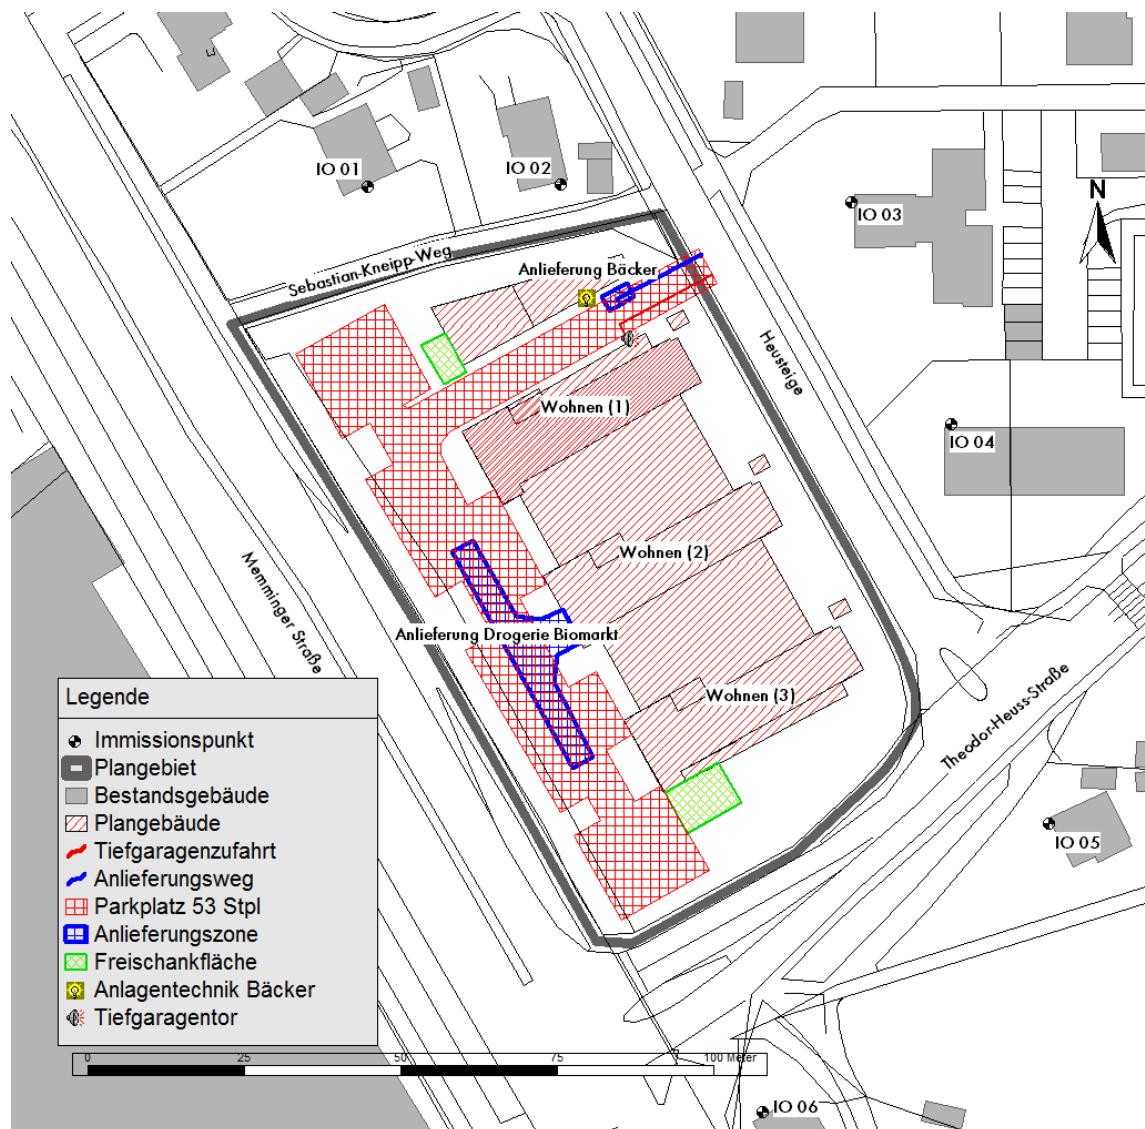 IO 01
IO 02
IO 03
N
Sebastian-Kneipp-Weg
Anlieferung Bäcker
Heusteige
Wohnen (1)
IO 04
Wohnen (2)
Memminger Straße
Anlieferung Drogerie Biomarkt
Wohnen (3)
Theodor-Heuss-Straße
Legende
Immissionspunkt
Plangebiet
Bestandsgebäude
Plangebäude
Tiefgaragenzufahrt
Anlieferungsweg
Parkplatz 53 Stpl
Anlieferungszone
Freischankfläche
Anlagentechnik Bäcker
Tiefgaragentor
IO 05
0 25 50 75 100 Meter
IO 06